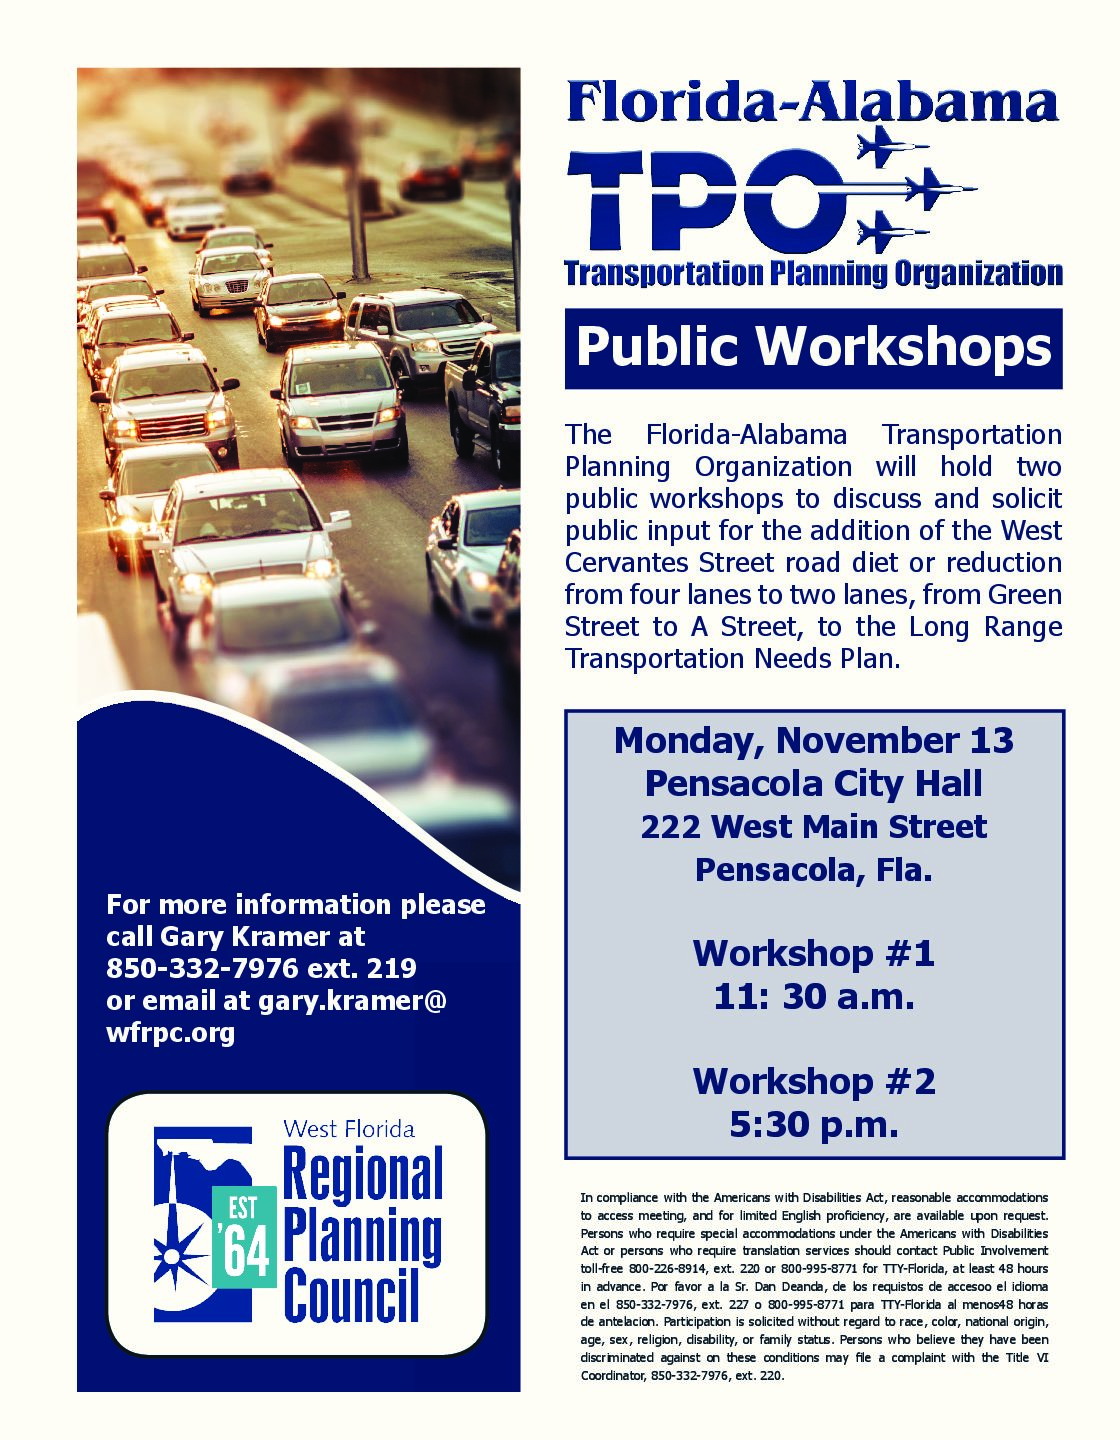 Florida-Alabama
TPO
Transportation Planning Organization
Public Workshops
The Florida-Alabama Transportation
Planning Organization will hold two
public workshops to discuss and solicit
public input for the addition of the West
Cervantes Street road diet or reduction
from four lanes to two lanes, from Green
Street to A Street, to the Long Range
Transportation Needs Plan.
Monday, November 13
Pensacola City Hall
222 West Main Street
Pensacola, Fla.
Workshop #1
11: 30 a.m.
Workshop #2
5:30 p.m.
In compliance with the Americans with Disabilities Act, reasonable accommodations
to access meeting, and for limited English proficiency, are available upon request.
Persons who require special accommodations under the Americans with Disabilities
Act or persons who require translation services should contact Public Involvement
toll-free 800-226-8914, ext. 220 or 800-995-8771 for TTY-Florida, at least 48 hours
in advance. Por favor a la Sr. Dan Deanda, de los requistos de accesoo el idioma
en el 850-332-7976, ext. 227 o 800-995-8771 para TTY-Florida al menos48 horas
de antelacion. Participation is solicited without regard to race, color, national origin,
age, sex, religion, disability, or family status. Persons who believe they have been
discriminated against on these conditions may file a complaint with the Title VI
Coordinator, 850-332-7976, ext. 220.
For more information please
call Gary Kramer at
850-332-7976 ext. 219
or email at gary.kramer@
wfrpc.org
West Florida
Regional
Planning
Council
EST
'64